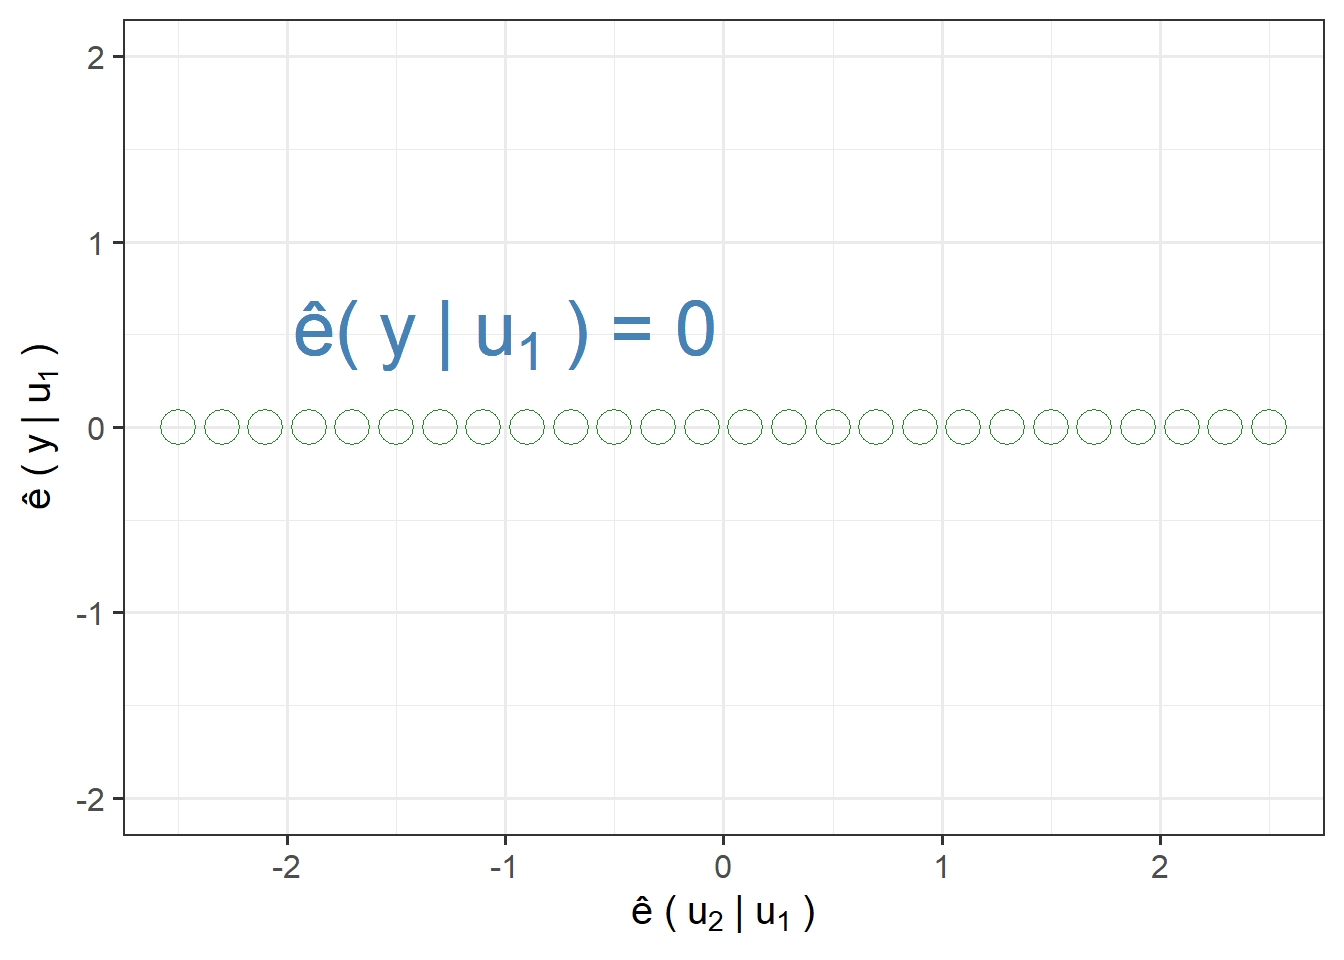 2
1
0
-1
-2
ê ( y | u₁ )
ê( y | u₁ ) = 0
-2 -1 0 1 2
ê ( u₂ | u₁ )